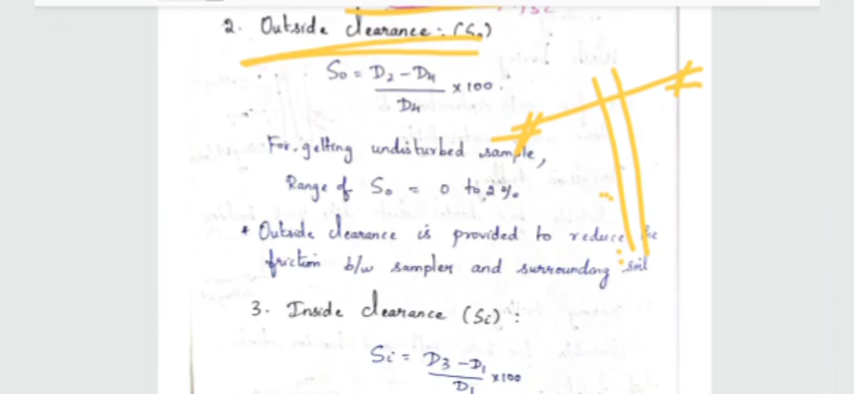 2. Outside clearance :- (So)
So = D2 - D4
x 100.
D4
For getting undisturbed sample,
Range of So = 0 to 2 %.
* Outside clearance is provided to reduce the
friction b/w sampler and surrounding soil
3. Inside clearance (Si) :
Si = D3 - D1
x 100
D1